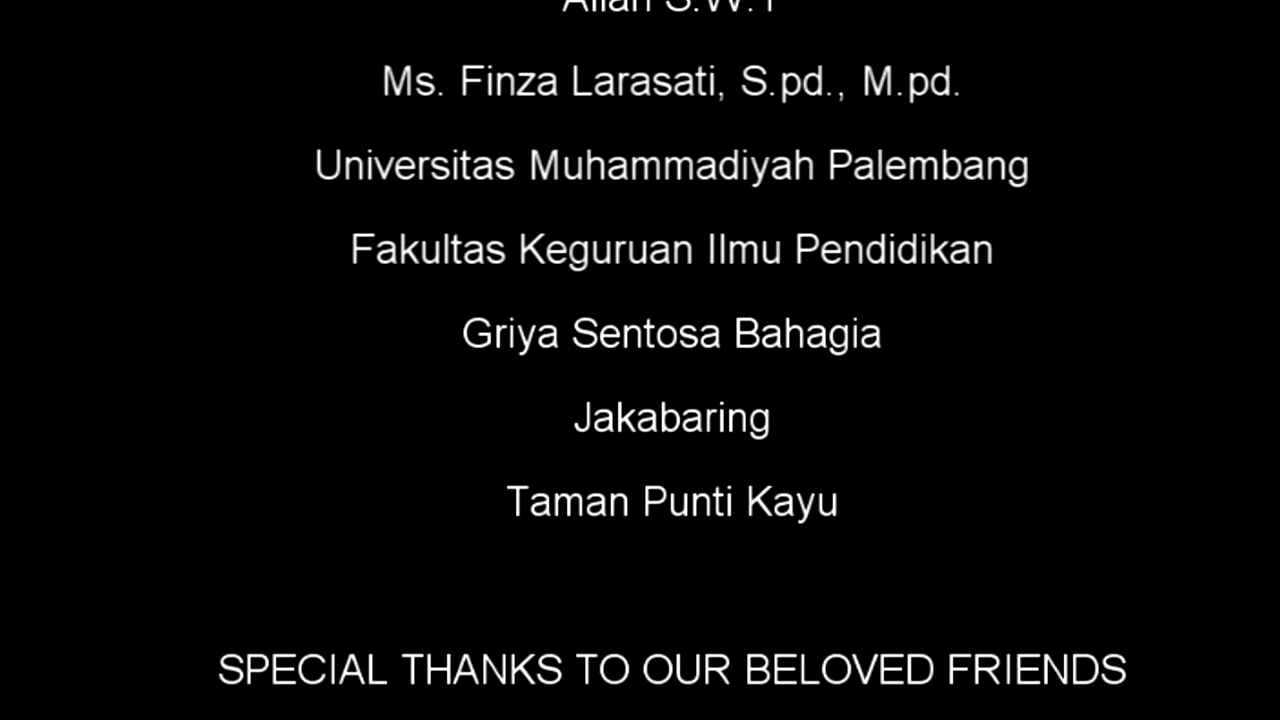 Allah S.W.T
Ms. Finza Larasati, S.pd., M.pd.
Universitas Muhammadiyah Palembang
Fakultas Keguruan Ilmu Pendidikan
Griya Sentosa Bahagia
Jakabaring
Taman Punti Kayu
SPECIAL THANKS TO OUR BELOVED FRIENDS